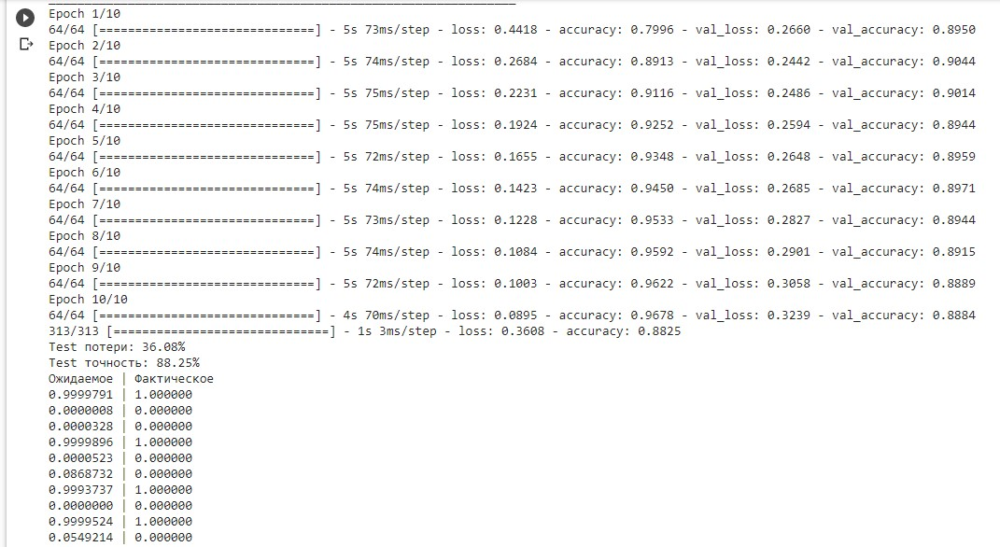 Epoch 1/10
64/64 [==============================] - 5s 73ms/step - loss: 0.4418 - accuracy: 0.7996 - val_loss: 0.2660 - val_accuracy: 0.8950
Epoch 2/10
64/64 [==============================] - 5s 74ms/step - loss: 0.2684 - accuracy: 0.8913 - val_loss: 0.2442 - val_accuracy: 0.9044
Epoch 3/10
64/64 [==============================] - 5s 75ms/step - loss: 0.2231 - accuracy: 0.9116 - val_loss: 0.2486 - val_accuracy: 0.9014
Epoch 4/10
64/64 [==============================] - 5s 75ms/step - loss: 0.1924 - accuracy: 0.9252 - val_loss: 0.2594 - val_accuracy: 0.8944
Epoch 5/10
64/64 [==============================] - 5s 72ms/step - loss: 0.1655 - accuracy: 0.9348 - val_loss: 0.2648 - val_accuracy: 0.8959
Epoch 6/10
64/64 [==============================] - 5s 74ms/step - loss: 0.1423 - accuracy: 0.9450 - val_loss: 0.2685 - val_accuracy: 0.8971
Epoch 7/10
64/64 [==============================] - 5s 73ms/step - loss: 0.1228 - accuracy: 0.9533 - val_loss: 0.2827 - val_accuracy: 0.8944
Epoch 8/10
64/64 [==============================] - 5s 74ms/step - loss: 0.1084 - accuracy: 0.9592 - val_loss: 0.2901 - val_accuracy: 0.8915
Epoch 9/10
64/64 [==============================] - 5s 72ms/step - loss: 0.1003 - accuracy: 0.9622 - val_loss: 0.3058 - val_accuracy: 0.8889
Epoch 10/10
64/64 [==============================] - 4s 70ms/step - loss: 0.0895 - accuracy: 0.9678 - val_loss: 0.3239 - val_accuracy: 0.8884
313/313 [==============================] - 1s 3ms/step - loss: 0.3608 - accuracy: 0.8825
Test потери: 36.08%
Test точность: 88.25%
Ожидаемое | Фактическое
0.9999791 | 1.000000
0.0000008 | 0.000000
0.0000328 | 0.000000
0.9999896 | 1.000000
0.0000523 | 0.000000
0.0868732 | 0.000000
0.9993737 | 1.000000
0.0000000 | 0.000000
0.9999524 | 1.000000
0.0549214 | 0.000000